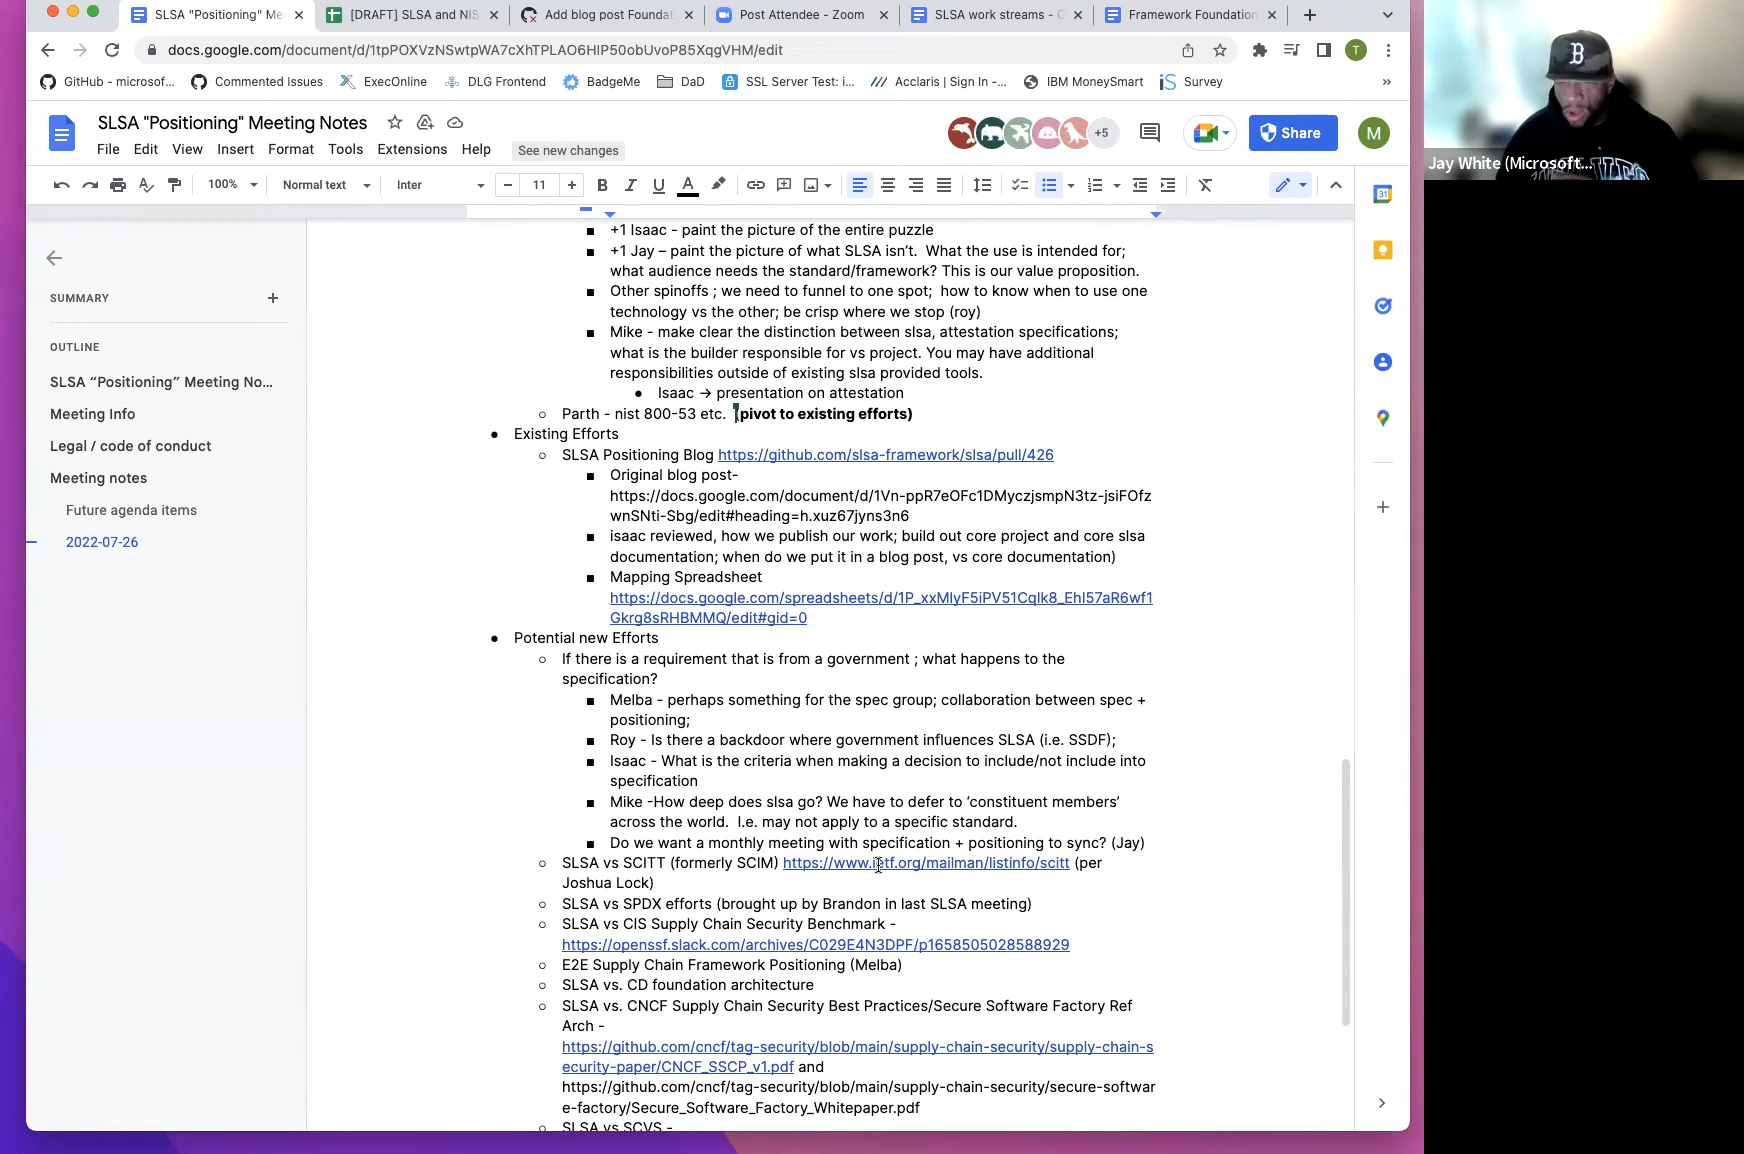 SLSA "Positioning" Me
[DRAFT] SLSA and NIS
Add blog post Foundat
Post Attendee - Zoom
SLSA work streams - G
Framework Foundation
docs.google.com/document/d/1tpPOXVzNSwtpWA7cXhTPLAO6HlP50obUvoP85XqgVHM/edit
T
GitHub - microsof...
Commented Issues
ExecOnline
DLG Frontend
BadgeMe
DaD
SSL Server Test: i...
Acclaris | Sign In -...
IBM MoneySmart
Survey
»
SLSA "Positioning" Meeting Notes
+5
Share
M
File Edit View Insert Format Tools Extensions Help
See new changes
100%
Normal text
Inter
11
B I U A
31
SUMMARY
OUTLINE
SLSA “Positioning” Meeting No...
Meeting Info
Legal / code of conduct
Meeting notes
Future agenda items
2022-07-26
+1 Isaac - paint the picture of the entire puzzle
+1 Jay – paint the picture of what SLSA isn’t. What the use is intended for;
what audience needs the standard/framework? This is our value proposition.
Other spinoffs ; we need to funnel to one spot; how to know when to use one
technology vs the other; be crisp where we stop (roy)
Mike - make clear the distinction between slsa, attestation specifications;
what is the builder responsible for vs project. You may have additional
responsibilities outside of existing slsa provided tools.
Isaac → presentation on attestation
Parth - nist 800-53 etc. (pivot to existing efforts)
Existing Efforts
SLSA Positioning Blog https://github.com/slsa-framework/slsa/pull/426
Original blog post-
https://docs.google.com/document/d/1Vn-ppR7eOFc1DMyczjsmpN3tz-jsiFOfz
wnSNti-Sbg/edit#heading=h.xuz67jyns3n6
isaac reviewed, how we publish our work; build out core project and core slsa
documentation; when do we put it in a blog post, vs core documentation)
Mapping Spreadsheet
https://docs.google.com/spreadsheets/d/1P_xxMlyF5iPV51Cqlk8_EhI57aR6wf1
Gkrg8sRHBMMQ/edit#gid=0
Potential new Efforts
If there is a requirement that is from a government ; what happens to the
specification?
Melba - perhaps something for the spec group; collaboration between spec +
positioning;
Roy - Is there a backdoor where government influences SLSA (i.e. SSDF);
Isaac - What is the criteria when making a decision to include/not include into
specification
Mike -How deep does slsa go? We have to defer to ‘constituent members’
across the world. I.e. may not apply to a specific standard.
Do we want a monthly meeting with specification + positioning to sync? (Jay)
SLSA vs SCITT (formerly SCIM) https://www.ietf.org/mailman/listinfo/scitt (per
Joshua Lock)
SLSA vs SPDX efforts (brought up by Brandon in last SLSA meeting)
SLSA vs CIS Supply Chain Security Benchmark -
https://openssf.slack.com/archives/C029E4N3DPF/p1658505028588929
E2E Supply Chain Framework Positioning (Melba)
SLSA vs. CD foundation architecture
SLSA vs. CNCF Supply Chain Security Best Practices/Secure Software Factory Ref
Arch -
https://github.com/cncf/tag-security/blob/main/supply-chain-security/supply-chain-s
ecurity-paper/CNCF_SSCP_v1.pdf and
https://github.com/cncf/tag-security/blob/main/supply-chain-security/secure-softwar
e-factory/Secure_Software_Factory_Whitepaper.pdf
SLSA vs SCVS -
B
Jay White (Microsoft...